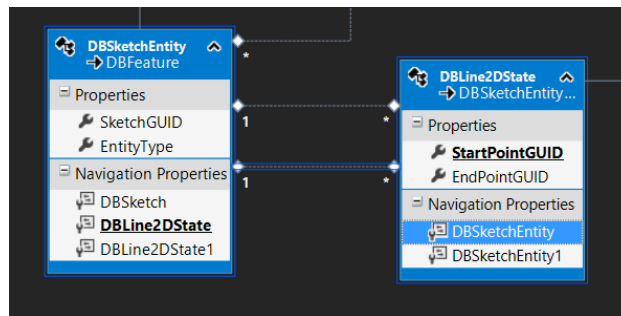 DBSketchEntity
DBFeature
Properties
SketchGUID
EntityType
Navigation Properties
DBSketch
DBLine2DState
DBLine2DState1
*
1
*
1
*
DBLine2DState
DBSketchEntity...
Properties
StartPointGUID
EndPointGUID
Navigation Properties
DBSketchEntity
DBSketchEntity1